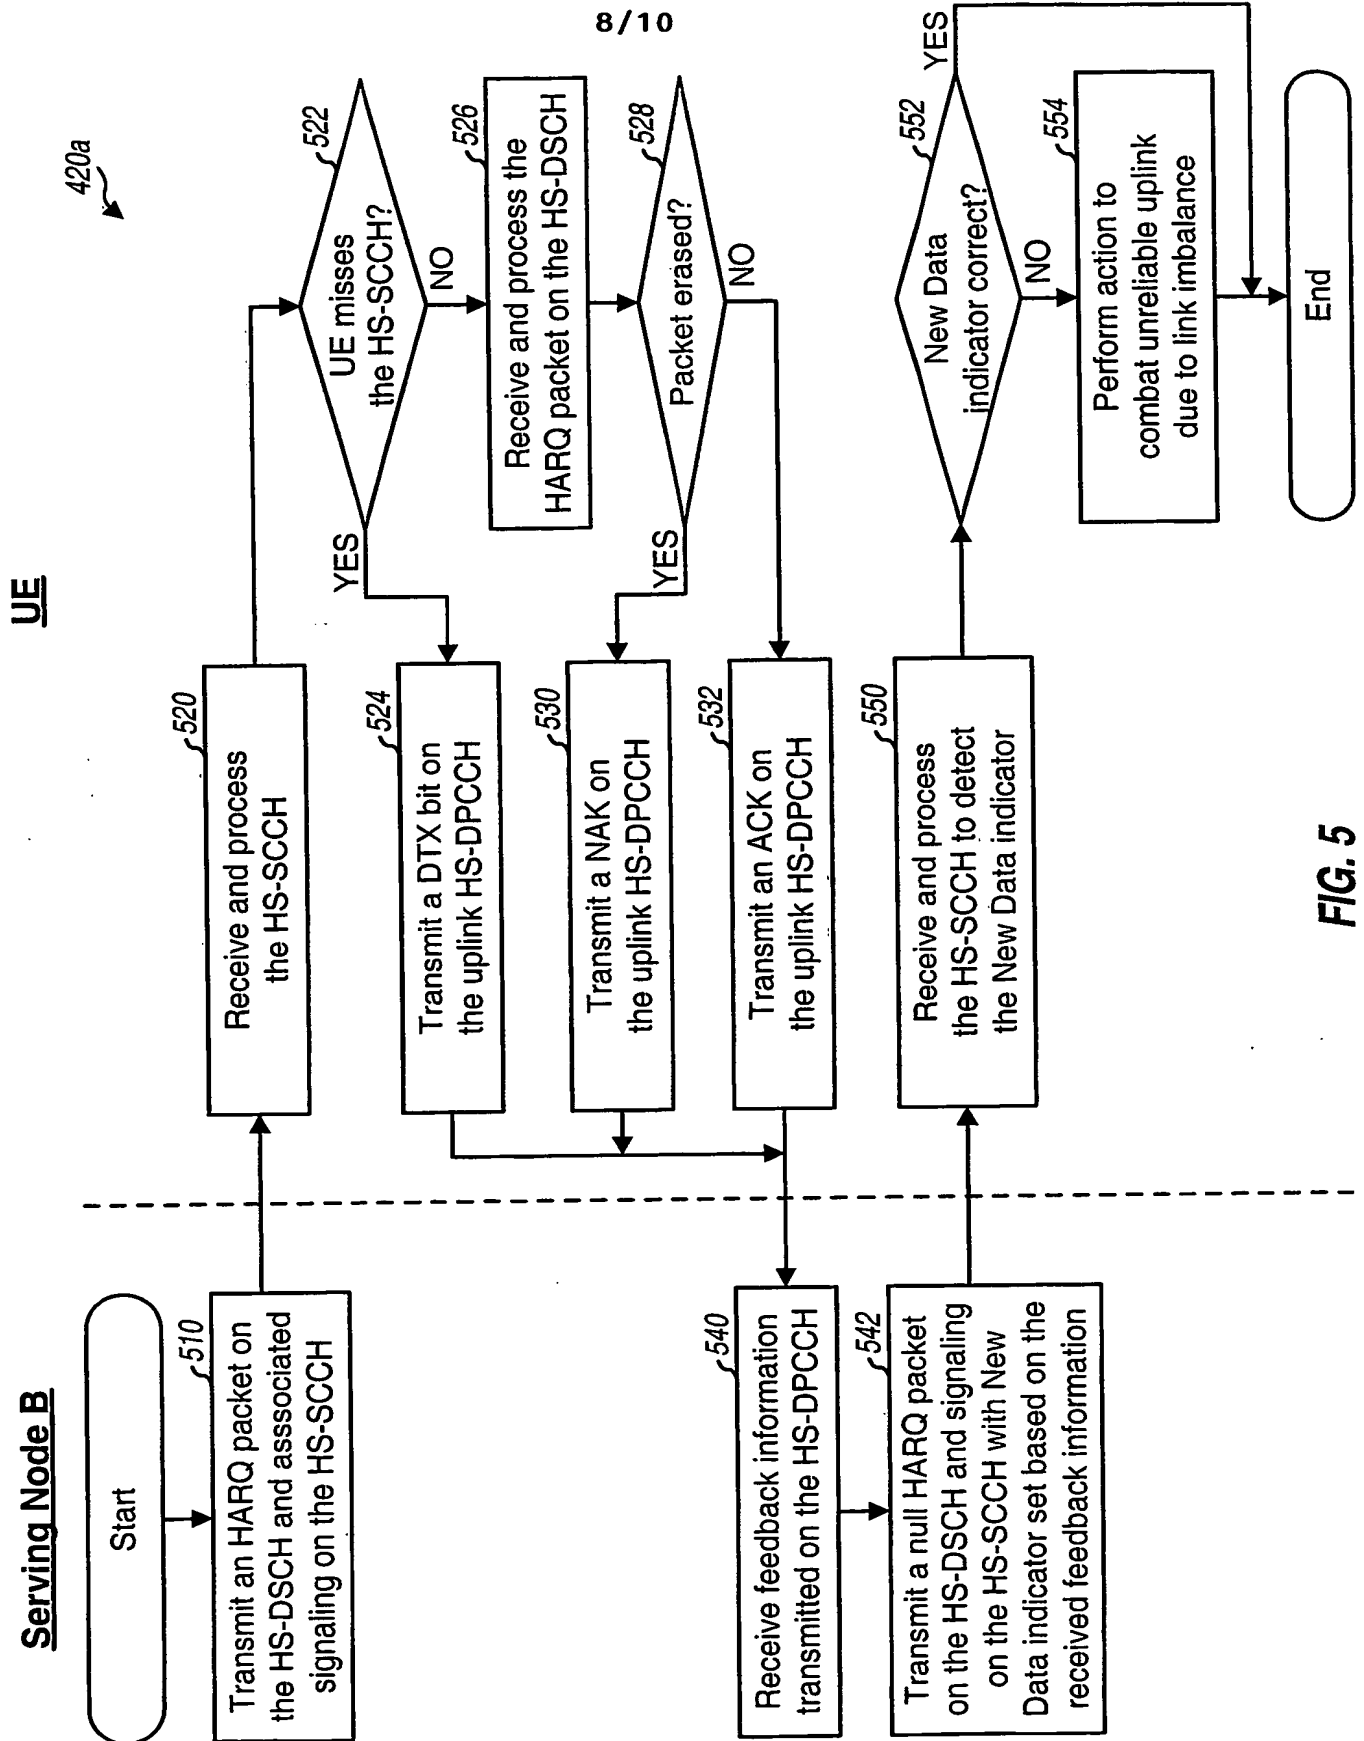 8/10
420a
Serving Node B
UE
Start
510
Transmit an HARQ packet on
the HS-DSCH and asssociated
signaling on the HS-SCCH
520
Receive and process
the HS-SCCH
522
UE misses
the HS-SCCH?
YES
NO
524
Transmit a DTX bit on
the uplink HS-DPCCH
526
Receive and process the
HARQ packet on the HS-DSCH
528
Packet erased?
YES
NO
530
Transmit a NAK on
the uplink HS-DPCCH
532
Transmit an ACK on
the uplink HS-DPCCH
540
Receive feedback information
transmitted on the HS-DPCCH
542
Transmit a null HARQ packet
on the HS-DSCH and signaling
on the HS-SCCH with New
Data indicator set based on the
received feedback information
550
Receive and process
the HS-SCCH to detect
the New Data indicator
552
New Data
indicator correct?
YES
NO
554
Perform action to
combat unreliable uplink
due to link imbalance
End
FIG. 5